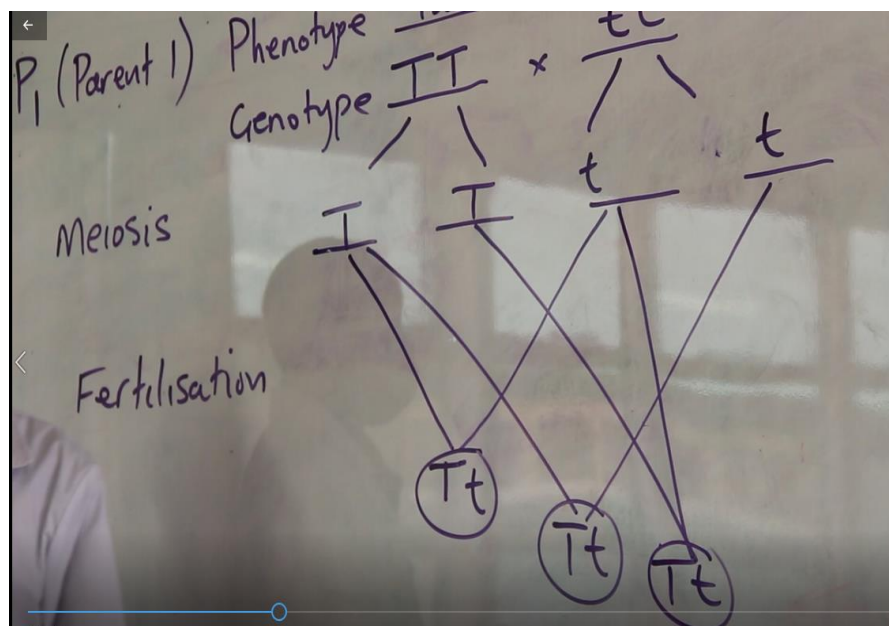 P1 (Parent 1) Phenotype
Genotype TT × tt
Meiosis T T t t
Fertilisation
Tt
Tt
Tt